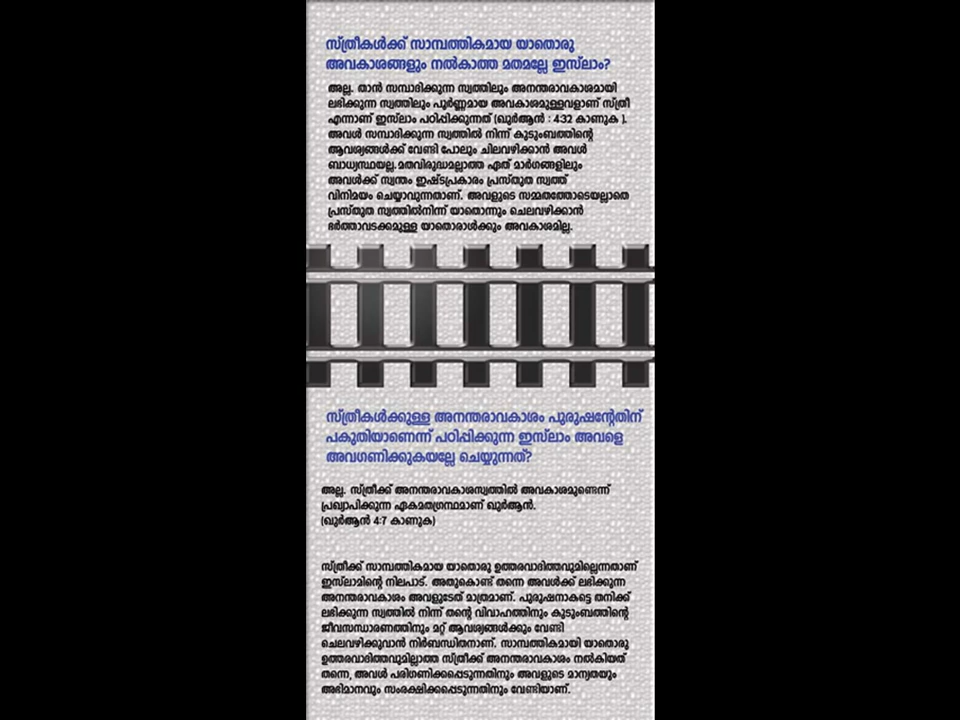 സ്ത്രീകൾക്ക് സാമ്പത്തികമായ യാതൊരു
അവകാശങ്ങളും നൽകാത്ത മതമല്ലേ ഇസ്‌ലാം?
അല്ല. താൻ സമ്പാദിക്കുന്ന സ്വത്തിലും അനന്തരാവകാശമായി
ലഭിക്കുന്ന സ്വത്തിലും പൂർണ്ണമായ അവകാശമുള്ളവളാണ് സ്ത്രീ
എന്നാണ് ഇസ്‌ലാം പഠിപ്പിക്കുന്നത് (ഖുർആൻ : 4:32 കാണുക ).
അവൾ സമ്പാദിക്കുന്ന സ്വത്തിൽ നിന്ന് കുടുംബത്തിന്റെ
ആവശ്യങ്ങൾക്ക് വേണ്ടി പോലും ചിലവഴിക്കാൻ അവൾ
ബാധ്യസ്ഥയല്ല. മതവിരുദ്ധമല്ലാത്ത ഏത് മാർഗങ്ങളിലും
അവൾക്ക് സ്വന്തം ഇഷ്ടപ്രകാരം പ്രസ്തുത സ്വത്ത്
വിനിമയം ചെയ്യാവുന്നതാണ്. അവളുടെ സമ്മതത്തോടെയല്ലാതെ
പ്രസ്തുത സ്വത്തിൽനിന്ന് യാതൊന്നും ചെലവഴിക്കാൻ
ഭർത്താവടക്കമുള്ള യാതൊരാൾക്കും അവകാശമില്ല.
സ്ത്രീകൾക്കുള്ള അനന്തരാവകാശം പുരുഷന്റേതിന്
പകുതിയാണെന്ന് പഠിപ്പിക്കുന്ന ഇസ്‌ലാം അവളെ
അവഗണിക്കുകയല്ലേ ചെയ്യുന്നത്?
അല്ല. സ്ത്രീക്ക് അനന്തരാവകാശസ്വത്തിൽ അവകാശമുണ്ടെന്ന്
പ്രഖ്യാപിക്കുന്ന ഏകമതഗ്രന്ഥമാണ് ഖുർആൻ.
(ഖുർആൻ 4:7 കാണുക)
സ്ത്രീക്ക് സാമ്പത്തികമായ യാതൊരു ഉത്തരവാദിത്തവുമില്ലെന്നതാണ്
ഇസ്‌ലാമിന്റെ നിലപാട്. അതുകൊണ്ട് തന്നെ അവൾക്ക് ലഭിക്കുന്ന
അനന്തരാവകാശം അവളുടേത് മാത്രമാണ്. പുരുഷനാകട്ടെ തനിക്ക്
ലഭിക്കുന്ന സ്വത്തിൽ നിന്ന് തന്റെ വിവാഹത്തിനും കുടുംബത്തിന്റെ
ജീവസന്ധാരണത്തിനും മറ്റ് ആവശ്യങ്ങൾക്കും വേണ്ടി
ചെലവഴിക്കുവാൻ നിർബന്ധിതനാണ്. സാമ്പത്തികമായി യാതൊരു
ഉത്തരവാദിത്തവുമില്ലാത്ത സ്ത്രീക്ക് അനന്തരാവകാശം നൽകിയത്
തന്നെ, അവൾ പരിഗണിക്കപ്പെടുന്നതിനും അവളുടെ മാന്യതയും
അഭിമാനവും സംരക്ഷിക്കപ്പെടുന്നതിനും വേണ്ടിയാണ്.